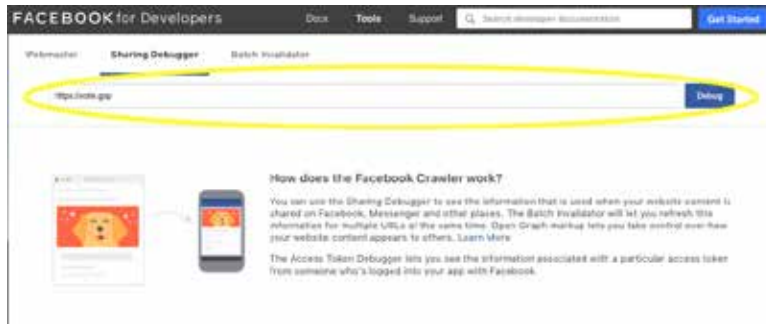 FACEBOOK for Developers Docs Tools Support Search developer documentation Get Started
Webmaster Sharing Debugger Batch Invalidator
https://vote.gop Debug
How does the Facebook Crawler work?
You can use the Sharing Debugger to see the information that is used when your website content is
shared on Facebook, Messenger and other places. The Batch Invalidator will let you refresh this
information for multiple URLs at the same time. Open Graph markup lets you take control over how
your website content appears to others. Learn More
The Access Token Debugger lets you see the information associated with a particular access token
from someone who's logged into your app with Facebook.